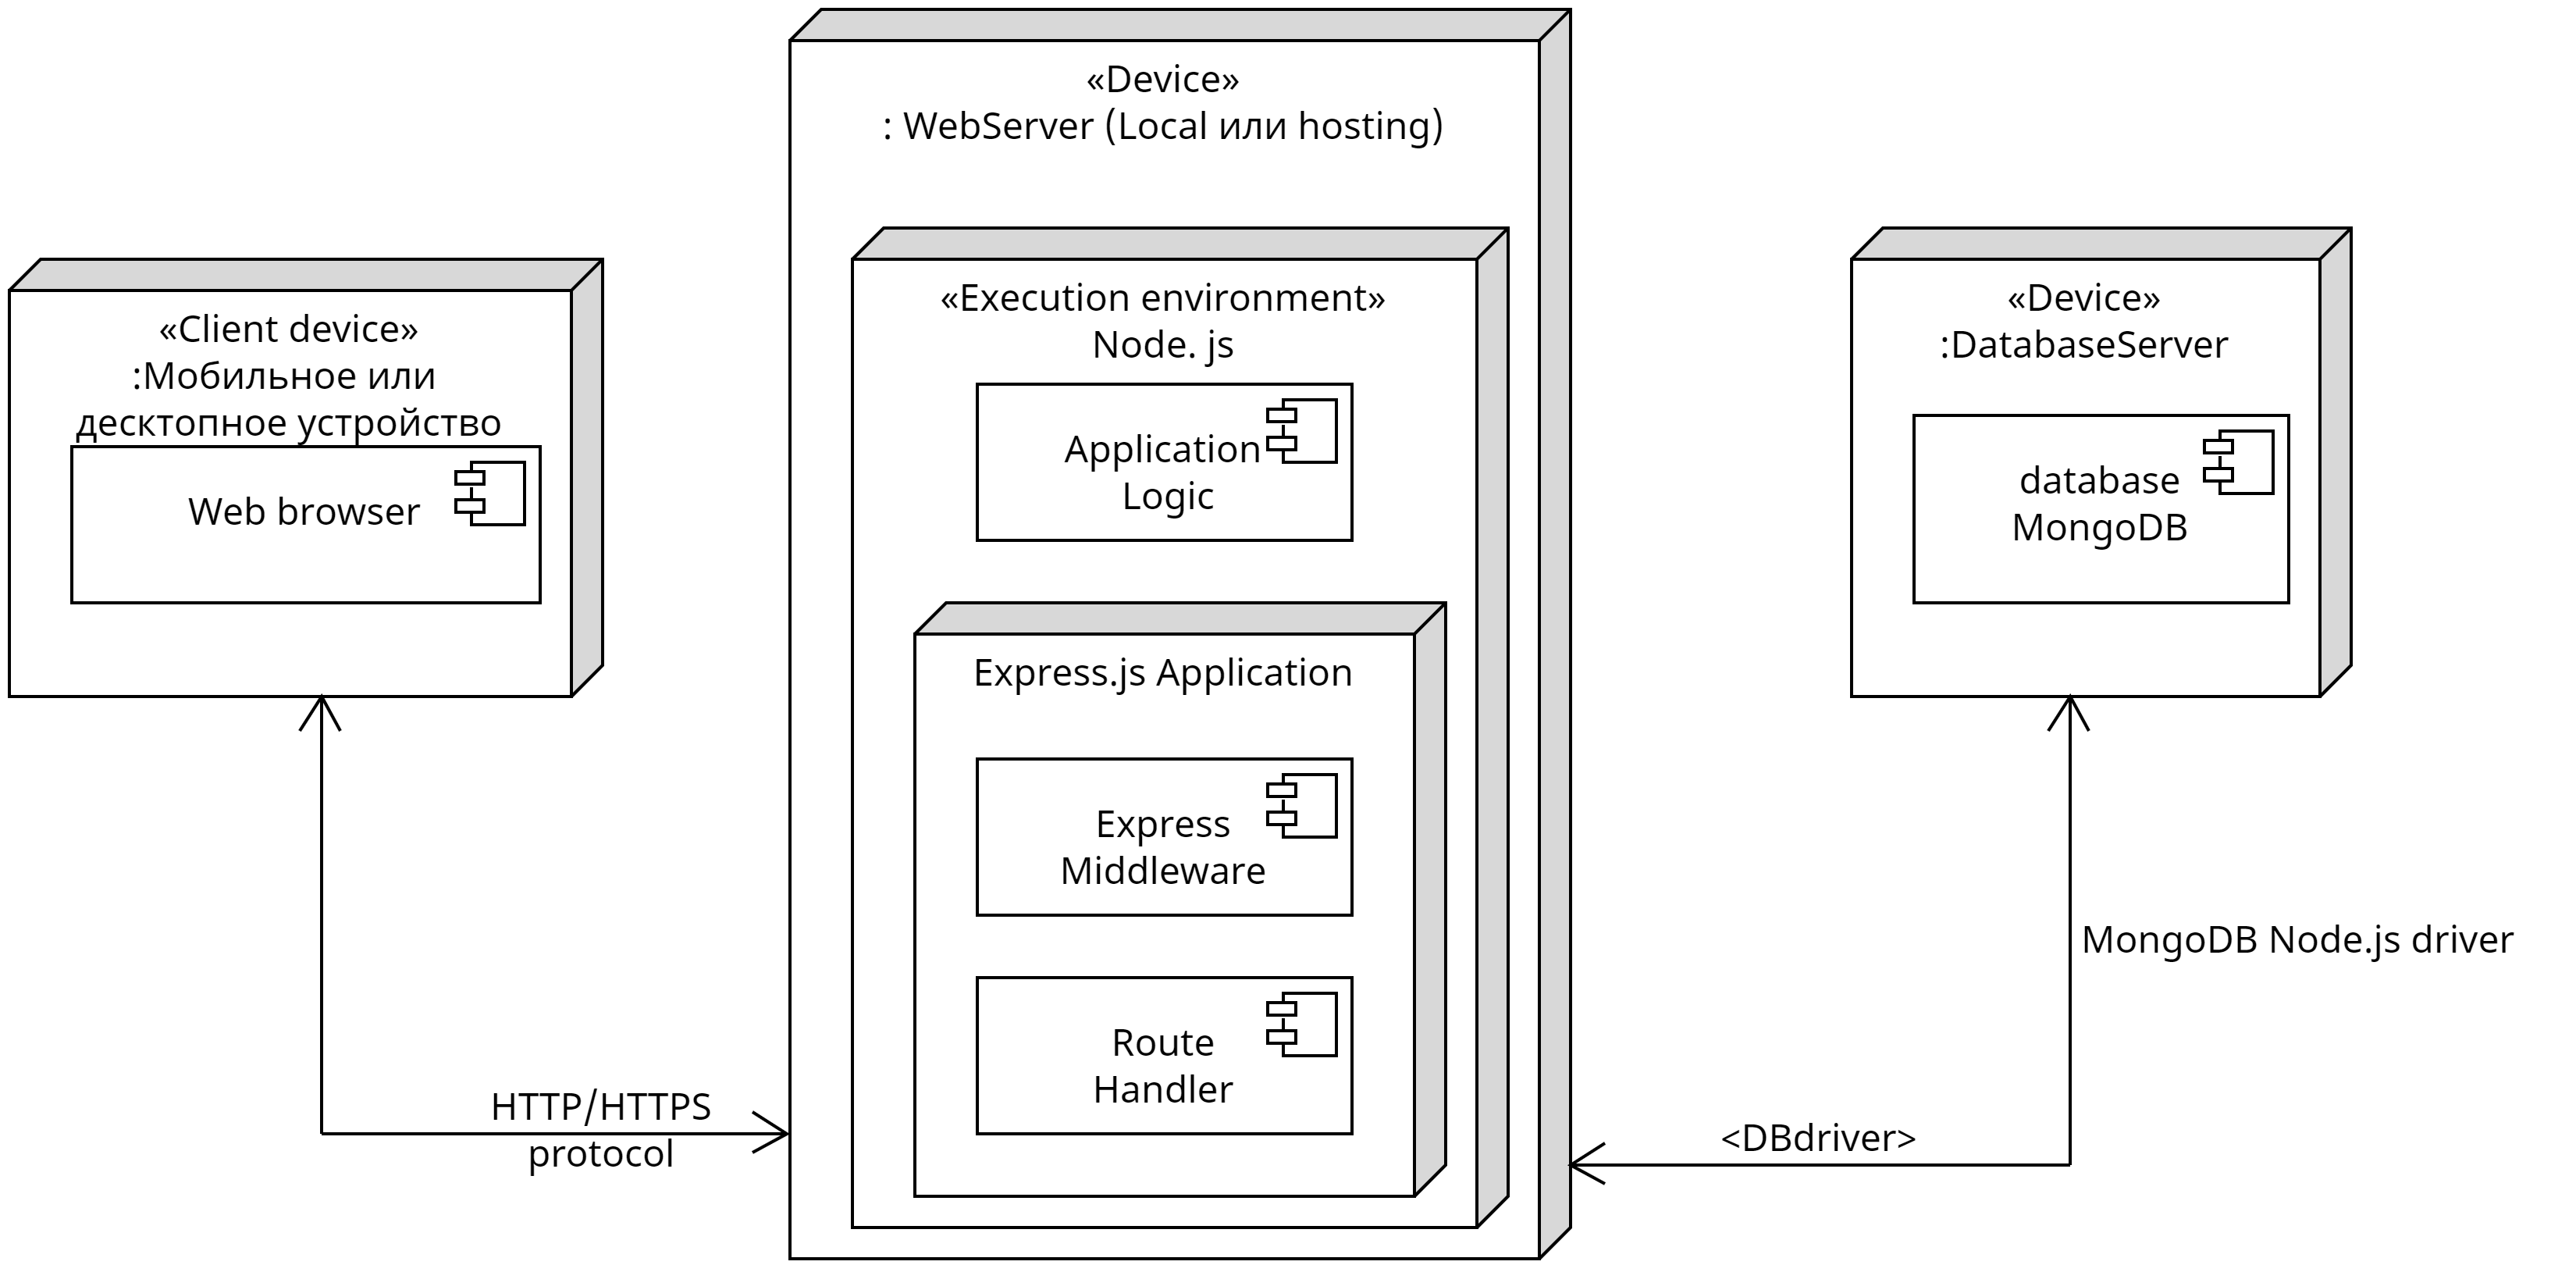 «Device»
: WebServer (Local или hosting)
«Client device»
:Мобильное или
десктопное устройство
Web browser
«Execution environment»
Node. js
Application
Logic
Express.js Application
Express
Middleware
Route
Handler
«Device»
:DatabaseServer
database
MongoDB
HTTP/HTTPS
protocol
MongoDB Node.js driver
<DBdriver>